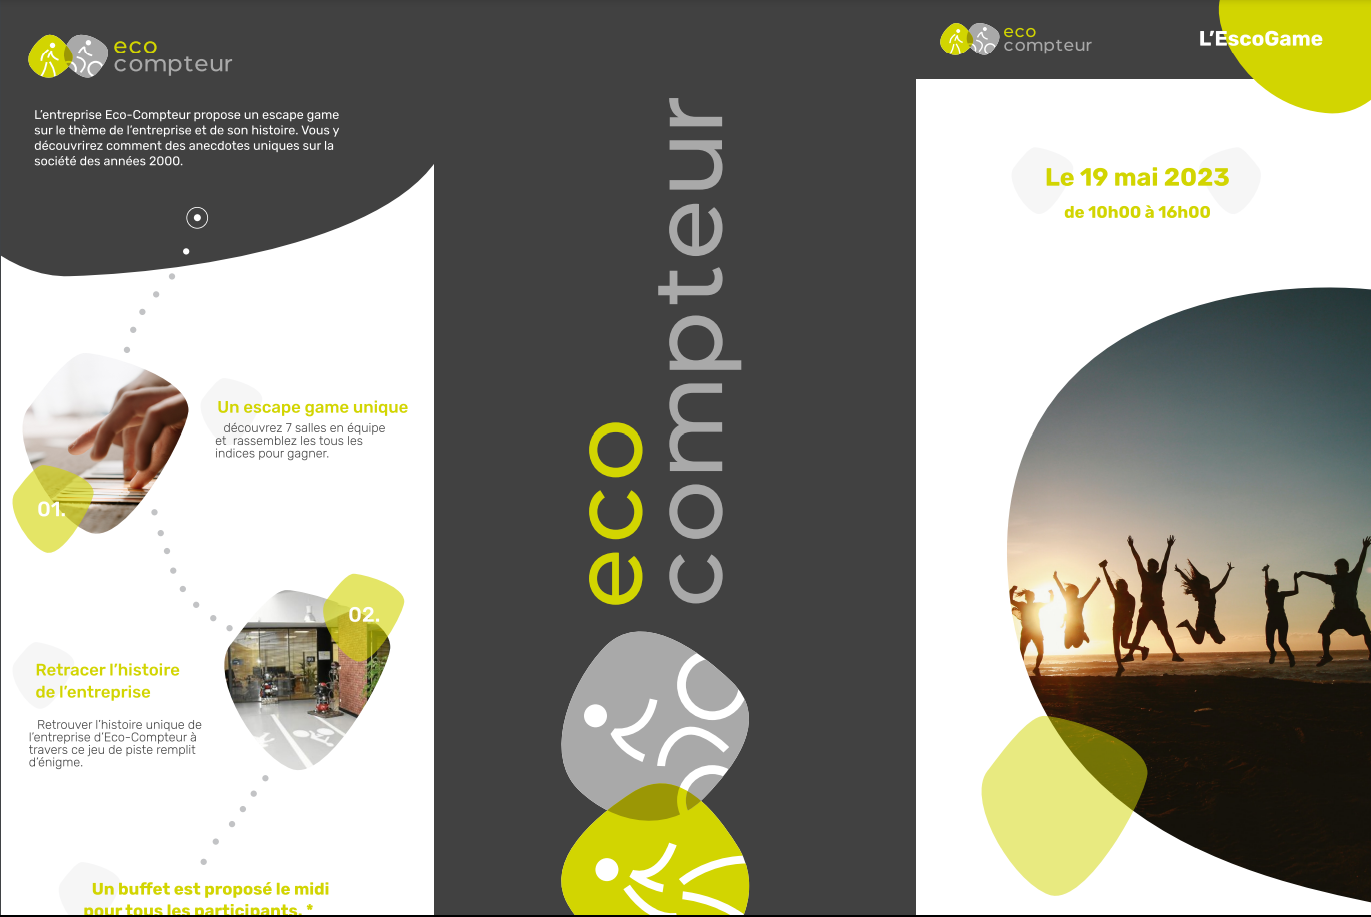 eco
compteur
L'entreprise Eco-Compteur propose un escape game
sur le thème de l'entreprise et de son histoire. Vous y
découvrirez comment des anecdotes uniques sur la
société des années 2000.
01.
Un escape game unique
découvrez 7 salles en équipe
et rassemblez les tous les
indices pour gagner.
02.
Retracer l'histoire
de l'entreprise
Retrouver l'histoire unique de
l'entreprise d'Eco-Compteur à
travers ce jeu de piste remplit
d'énigme.
Un buffet est proposé le midi
pour tous les participants. *
eco
compteur
eco
compteur
L'EscoGame
Le 19 mai 2023
de 10h00 à 16h00